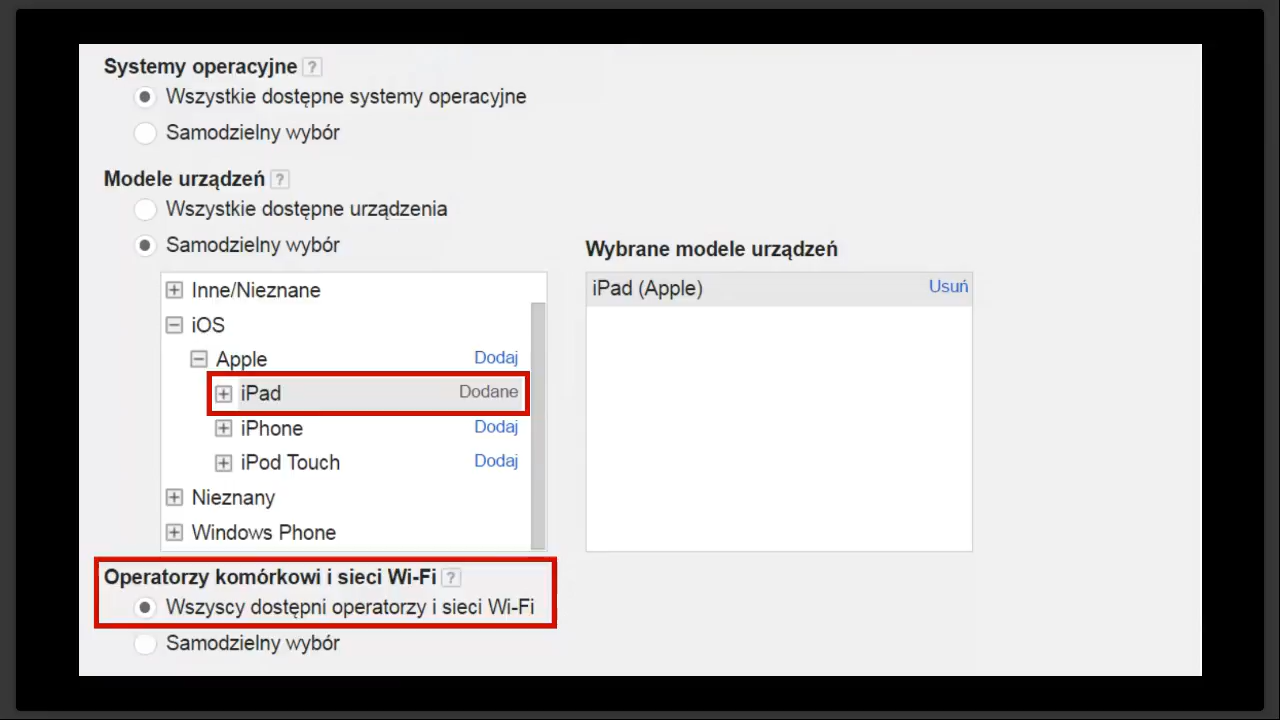 Systemy operacyjne ?
Wszystkie dostępne systemy operacyjne
Samodzielny wybór
Modele urządzeń ?
Wszystkie dostępne urządzenia
Samodzielny wybór
Wybrane modele urządzeń
Inne/Nieznane
iPad (Apple) Usuń
iOS
Apple Dodaj
iPad Dodane
iPhone Dodaj
iPod Touch Dodaj
Nieznany
Windows Phone
Operatorzy komórkowi i sieci Wi-Fi ?
Wszyscy dostępni operatorzy i sieci Wi-Fi
Samodzielny wybór